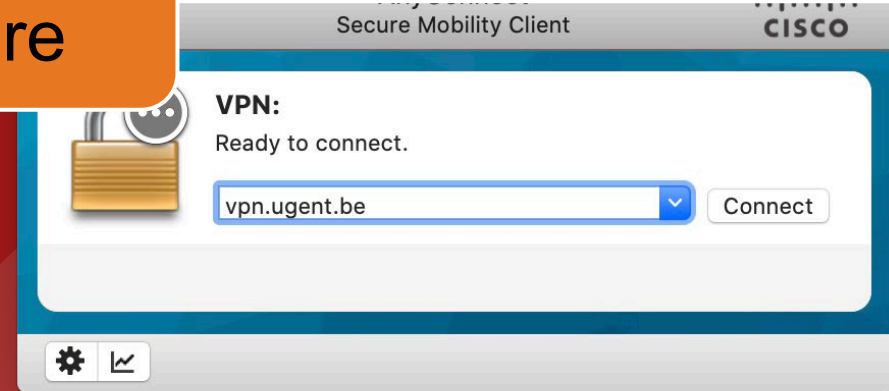 re
Secure Mobility Client
CISCO
VPN:
Ready to connect.
vpn.ugent.be
Connect